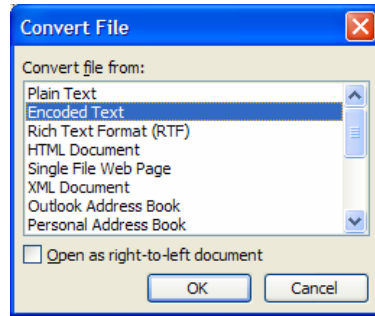 Convert File
Convert file from:
Plain Text
Encoded Text
Rich Text Format (RTF)
HTML Document
Single File Web Page
XML Document
Outlook Address Book
Personal Address Book
Open as right-to-left document
OK Cancel